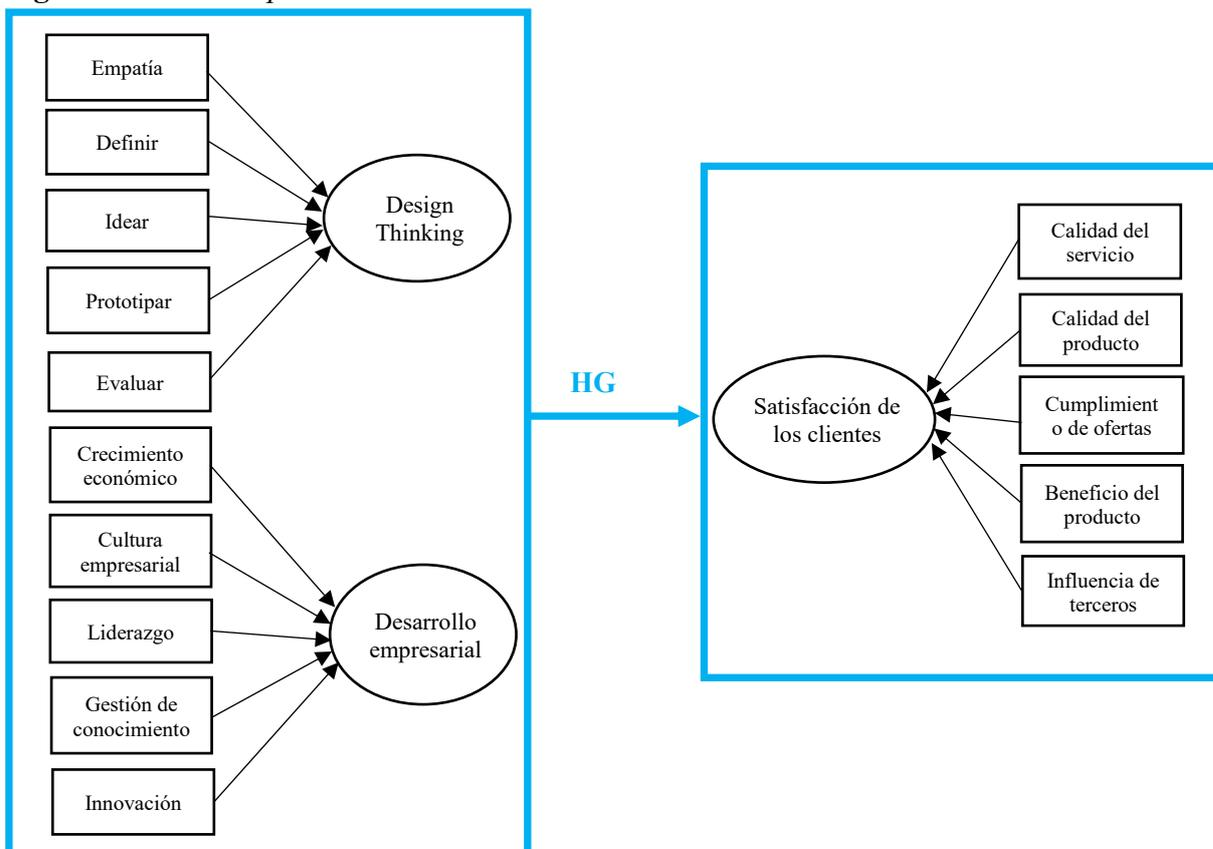 Empatía
Definir
Idear
Prototipar
Evaluar
Design
Thinking
Crecimiento
económico
Cultura
empresarial
Liderazgo
Gestión de
conocimiento
Innovación
Desarrollo
empresarial
HG
Satisfacción de
los clientes
Calidad del
servicio
Calidad del
producto
Cumplimient
o de ofertas
Beneficio del
producto
Influencia de
terceros